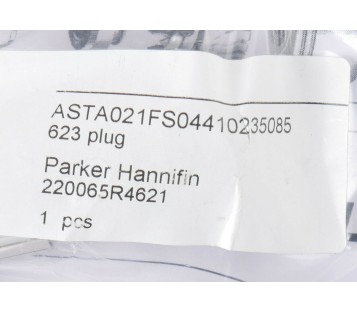 ASTA021FS04410235085
623 plug
Parker Hannifin
220065R4621
1 pcs